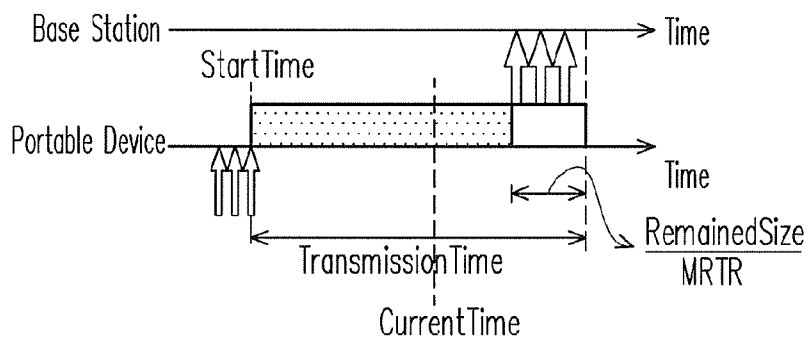 Base Station
Time
StartTime
Portable Device
Time
RemainedSize
MRTR
TransmissionTime
CurrentTime